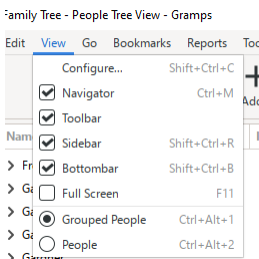 Family Tree - People Tree View - Gramps
Edit View Go Bookmarks Reports
Configure... Shift+Ctrl+C
Navigator Ctrl+M
Toolbar
Sidebar Shift+Ctrl+R
Bottombar Shift+Ctrl+B
Full Screen F11
Grouped People Ctrl+Alt+1
People Ctrl+Alt+2